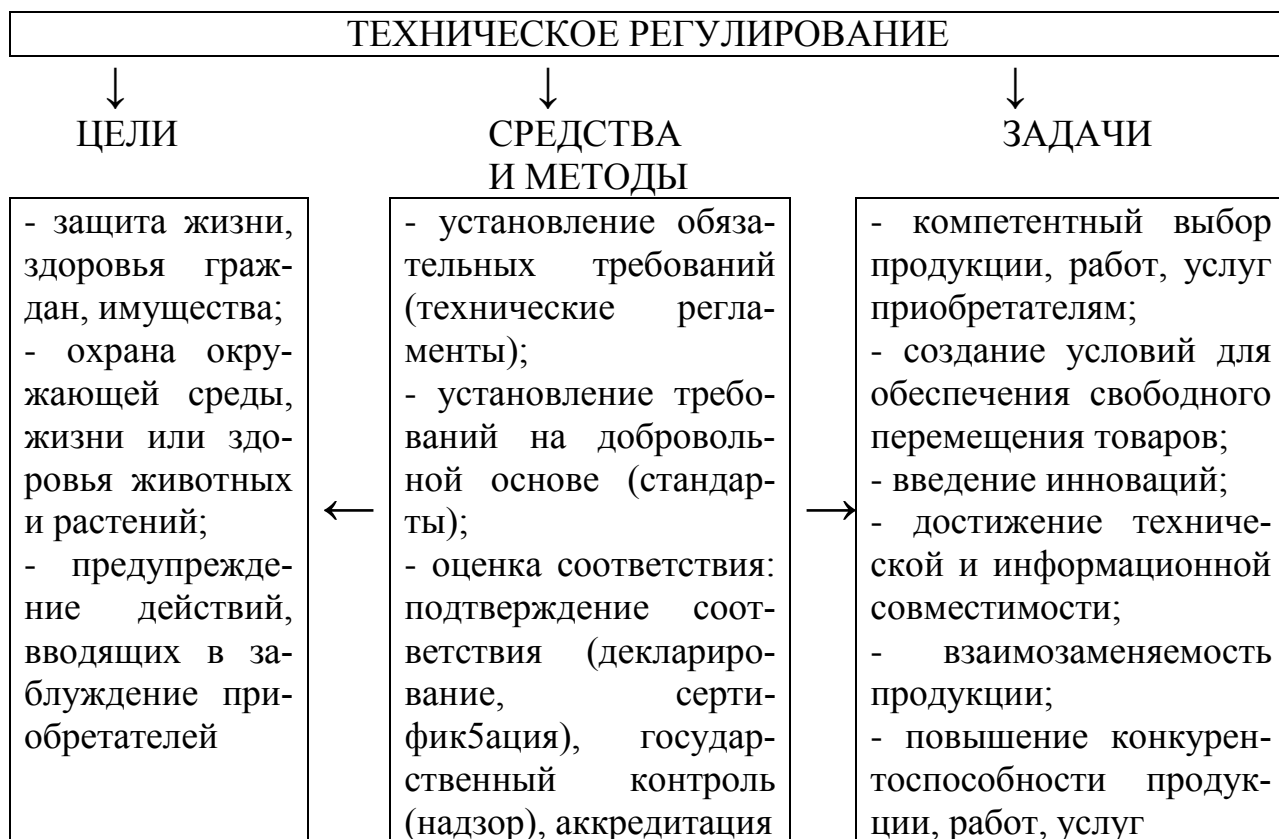 ТЕХНИЧЕСКОЕ РЕГУЛИРОВАНИЕ
ЦЕЛИ
- защита жизни,
здоровья граж-
дан, имущества;
- охрана окру-
жающей среды,
жизни или здо-
ровья животных
и растений;
- предупрежде-
ние действий,
вводящих в за-
блуждение при-
обретателей
СРЕДСТВА
И МЕТОДЫ
- установление обяза-
тельных требований
(технические регла-
менты);
- установление требо-
ваний на доброволь-
ной основе (стандар-
ты);
- оценка соответствия:
подтверждение соот-
ветствия (деклариро-
вание, серти-
фик5ация), государ-
ственный контроль
(надзор), аккредитация
ЗАДАЧИ
- компетентный выбор
продукции, работ, услуг
приобретателям;
- создание условий для
обеспечения свободного
перемещения товаров;
- введение инноваций;
- достижение техниче-
ской и информационной
совместимости;
- взаимозаменяемость
продукции;
- повышение конкурен-
тоспособности продук-
ции, работ, услуг